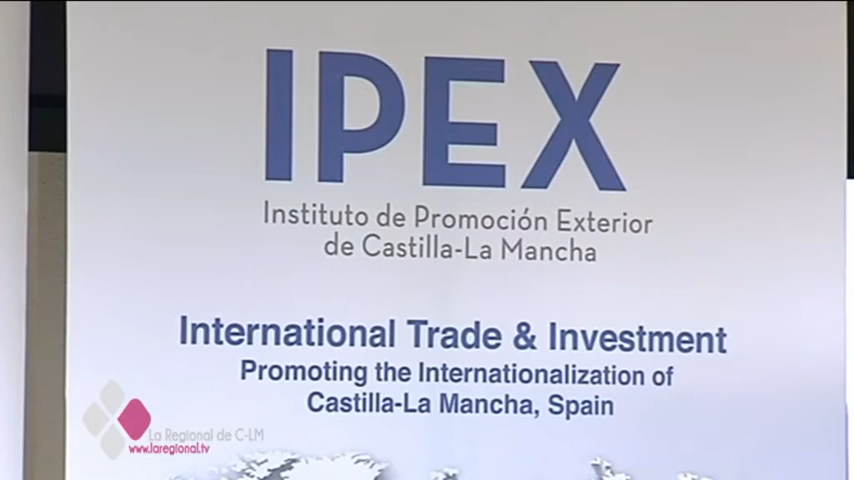 IPEX
Instituto de Promoción Exterior
de Castilla-La Mancha
International Trade & Investment
Promoting the Internationalization of
Castilla-La Mancha, Spain
La Regional de C-LM
www.laregional.tv